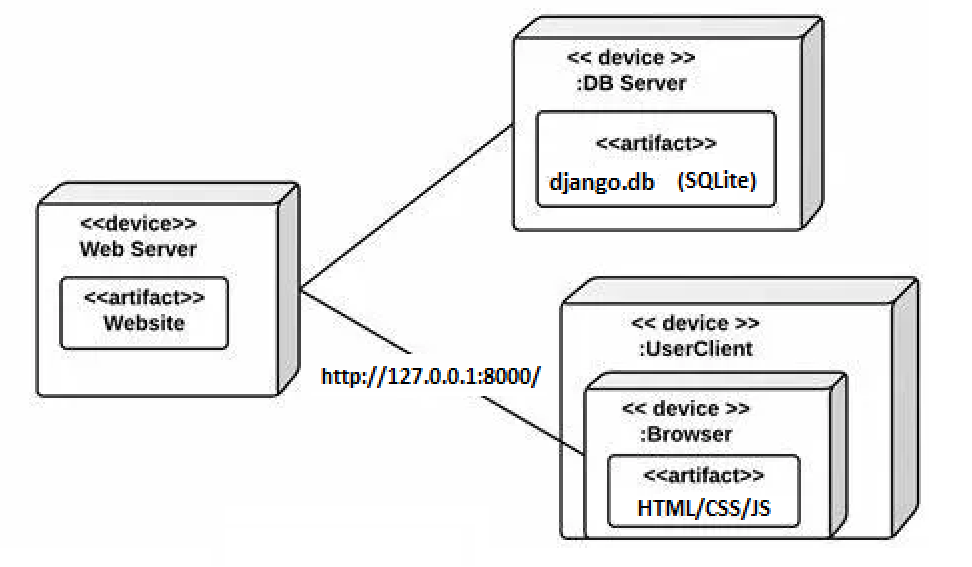 <<device>>
Web Server
<<artifact>>
Website
<< device >>
:DB Server
<<artifact>>
django.db (SQLite)
http://127.0.0.1:8000/
<< device >>
:UserClient
<< device >>
:Browser
<<artifact>>
HTML/CSS/JS